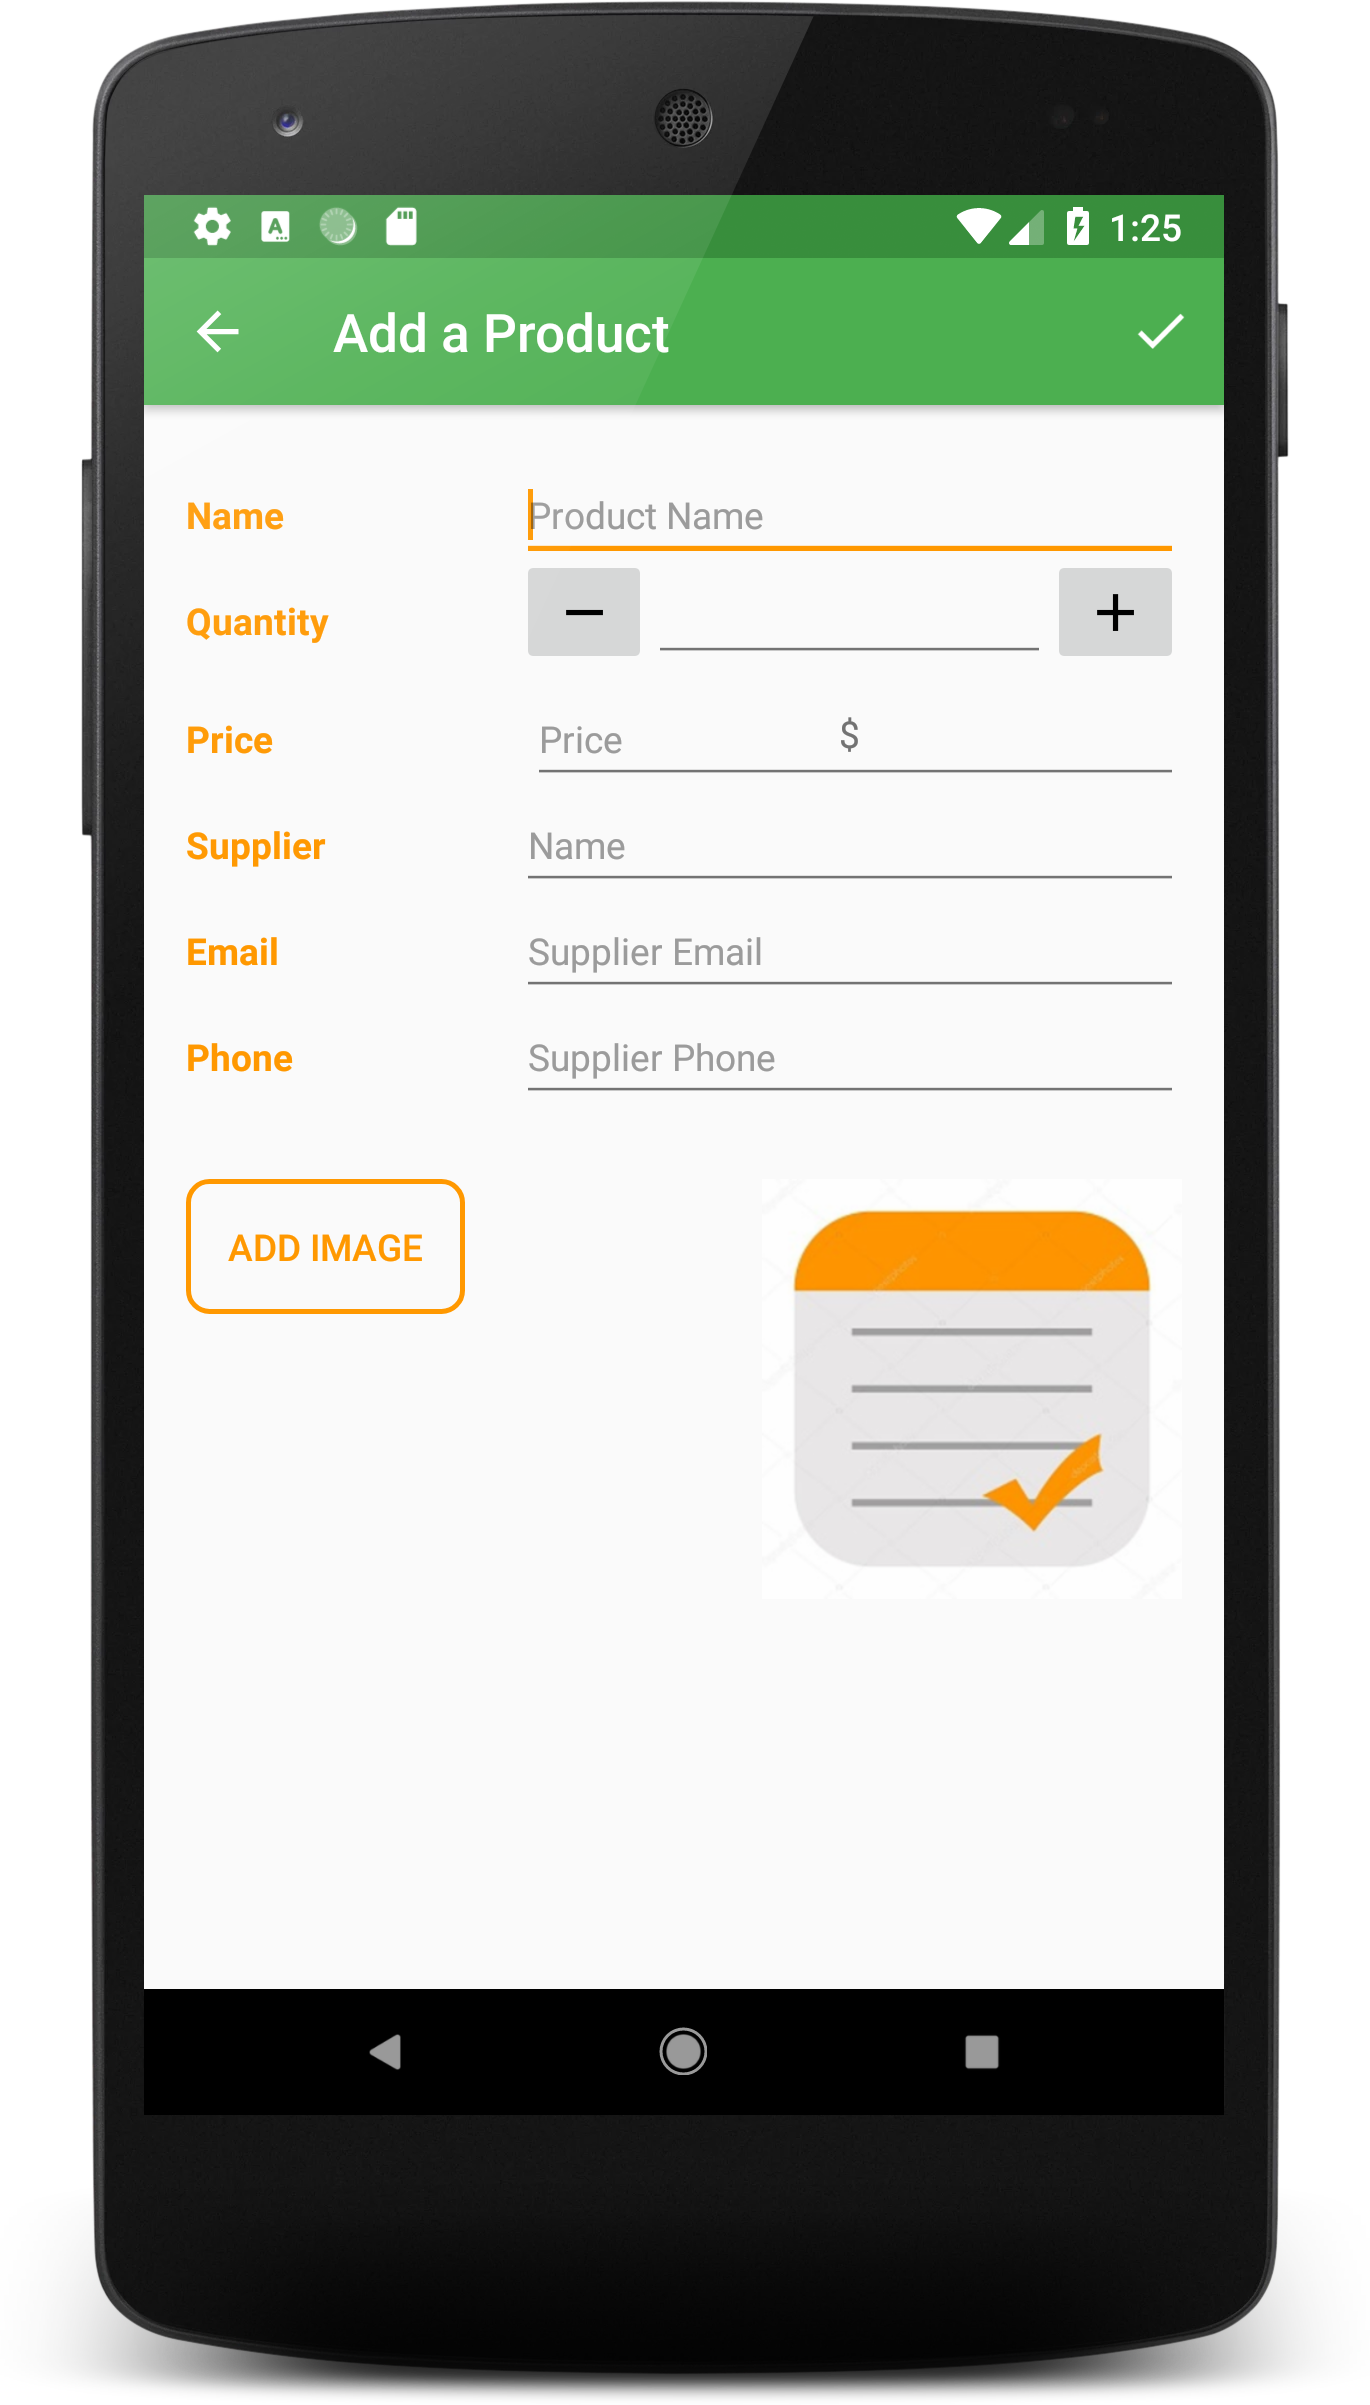 1:25
Add a Product
Name Product Name
Quantity − +
Price Price $
Supplier Name
Email Supplier Email
Phone Supplier Phone
ADD IMAGE